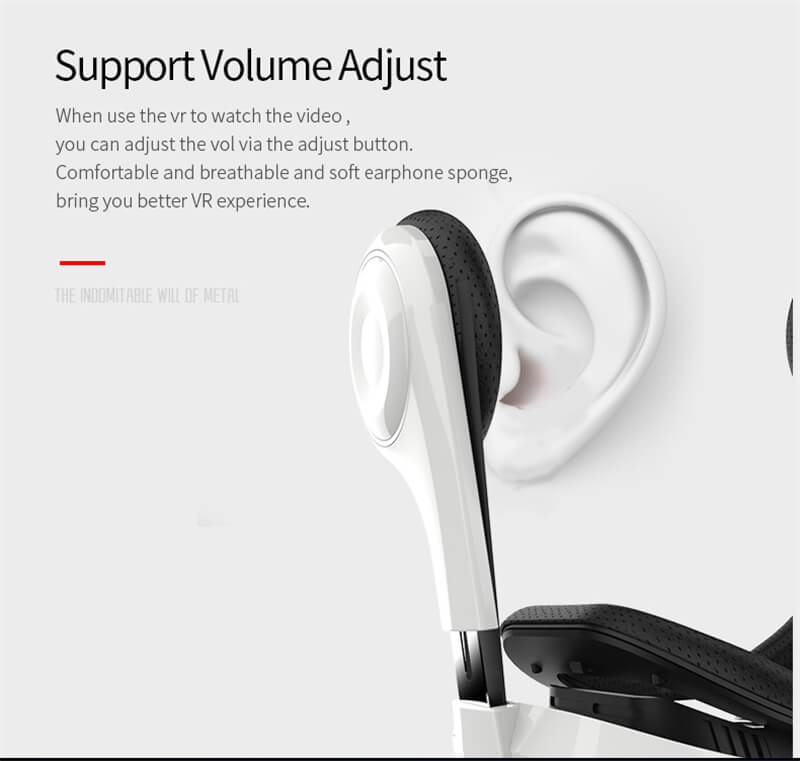 Support Volume Adjust
When use the vr to watch the video ,
you can adjust the vol via the adjust button.
Comfortable and breathable and soft earphone sponge,
bring you better VR experience.
THE INDOMITABLE WILL OF METAL